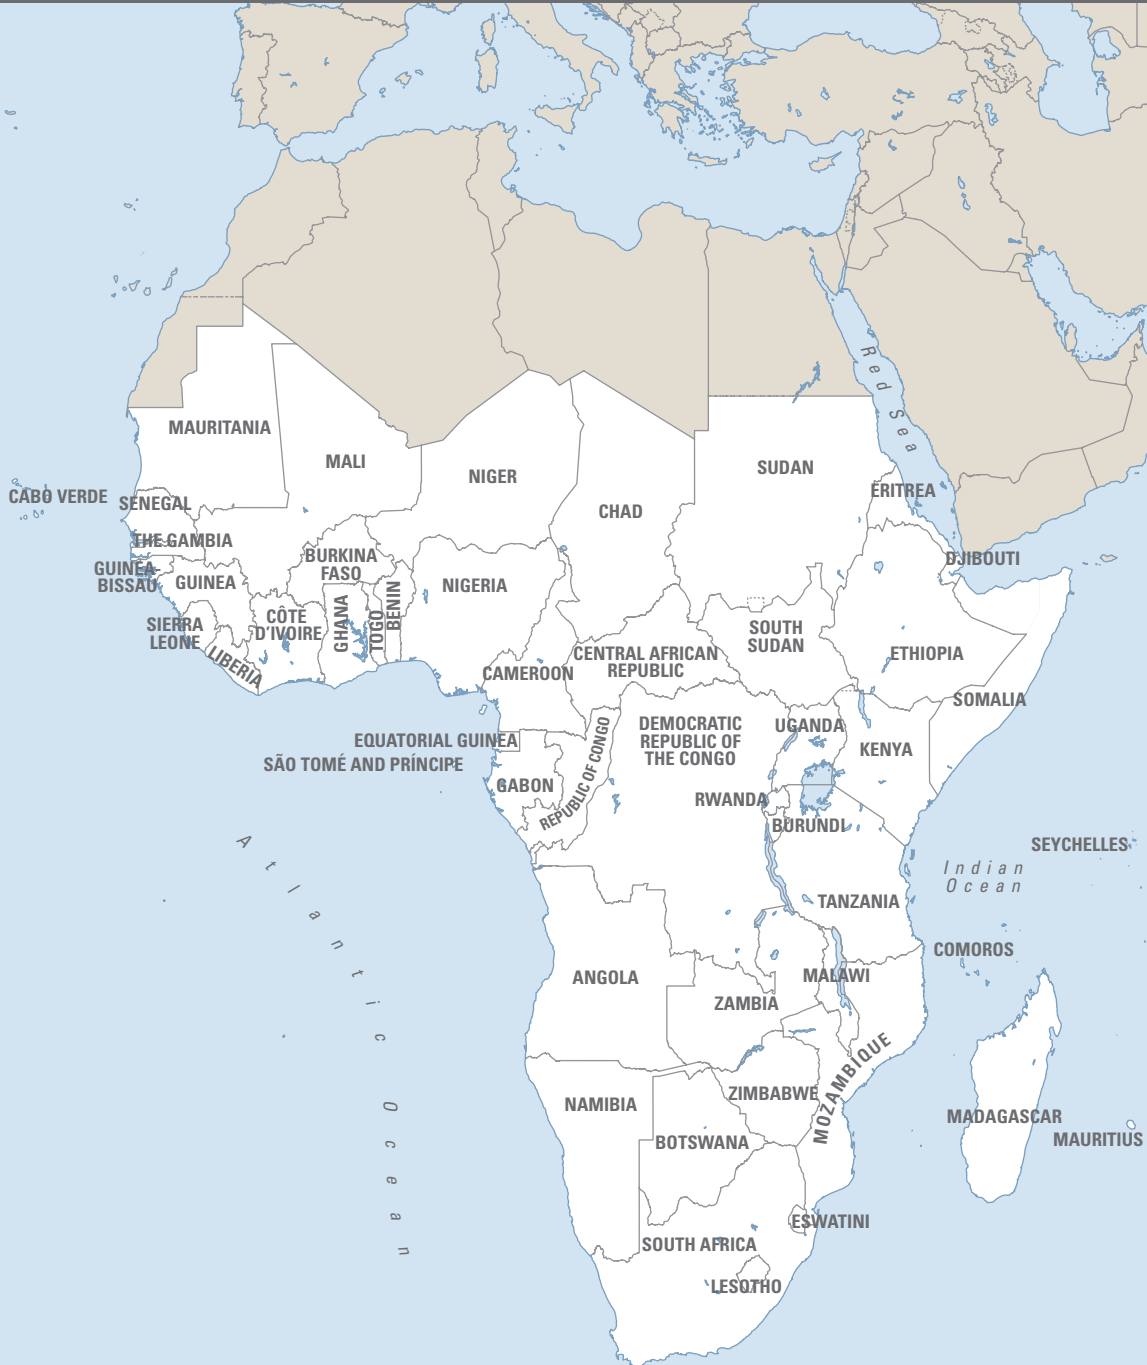 Red Sea
MAURITANIA
MALI
NIGER
SUDAN
CHAD
ERITREA
CABO VERDE
SENEGAL
THE GAMBIA
GUINEA-
BISSAU
GUINEA
BURKINA
FASO
NIGERIA
DJIBOUTI
SIERRA
LEONE
LIBERIA
CÔTE
D'IVOIRE
GHANA
TOGO
BENIN
SOUTH
SUDAN
ETHIOPIA
CENTRAL AFRICAN
REPUBLIC
CAMEROON
SOMALIA
EQUATORIAL GUINEA
SÃO TOMÉ AND PRÍNCIPE
GABON
REPUBLIC OF CONGO
DEMOCRATIC
REPUBLIC OF
THE CONGO
UGANDA
KENYA
RWANDA
BURUNDI
SEYCHELLES
Indian
Ocean
TANZANIA
COMOROS
Atlantic Ocean
ANGOLA
ZAMBIA
MALAWI
MOZAMBIQUE
NAMIBIA
ZIMBABWE
BOTSWANA
MADAGASCAR
MAURITIUS
ESWATINI
SOUTH AFRICA
LESOTHO